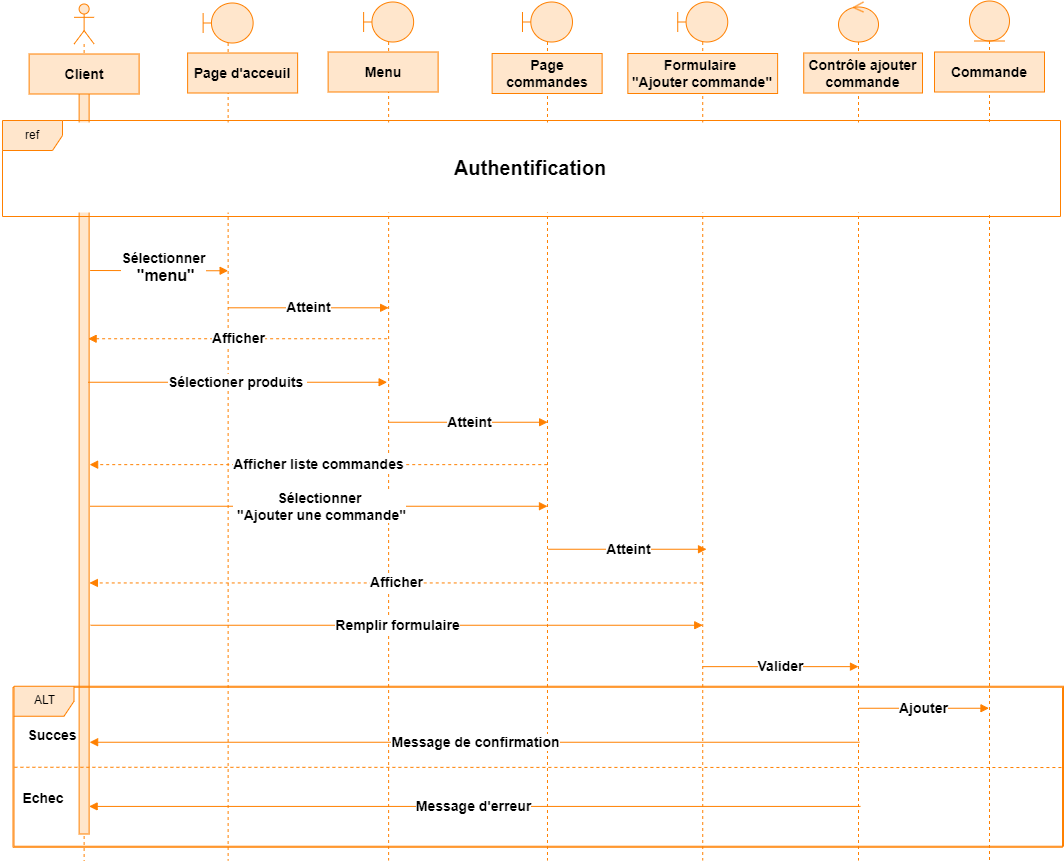 Client
Page d'acceuil
Menu
Page
commandes
Formulaire
"Ajouter commande"
Contrôle ajouter
commande
Commande
ref
Authentification
Sélectionner
"menu"
Atteint
Afficher
Sélectioner produits
Atteint
Afficher liste commandes
Sélectionner
"Ajouter une commande"
Atteint
Afficher
Remplir formulaire
Valider
ALT
Ajouter
Succes
Message de confirmation
Echec
Message d'erreur